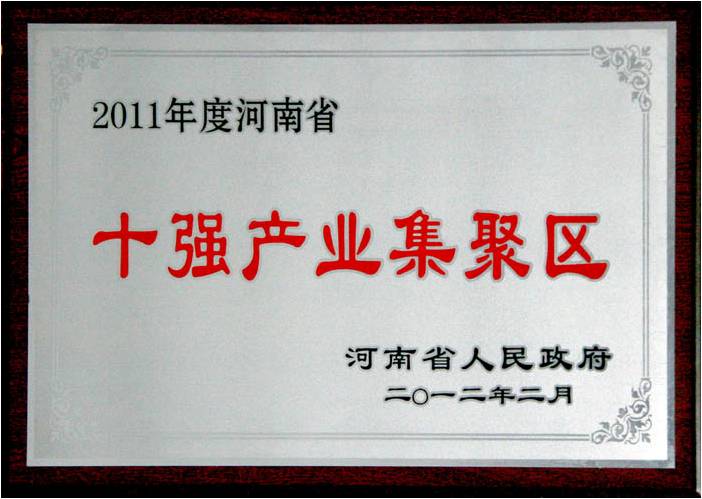 2011年度河南省
十强产业集聚区
河南省人民政府
二〇一二年二月